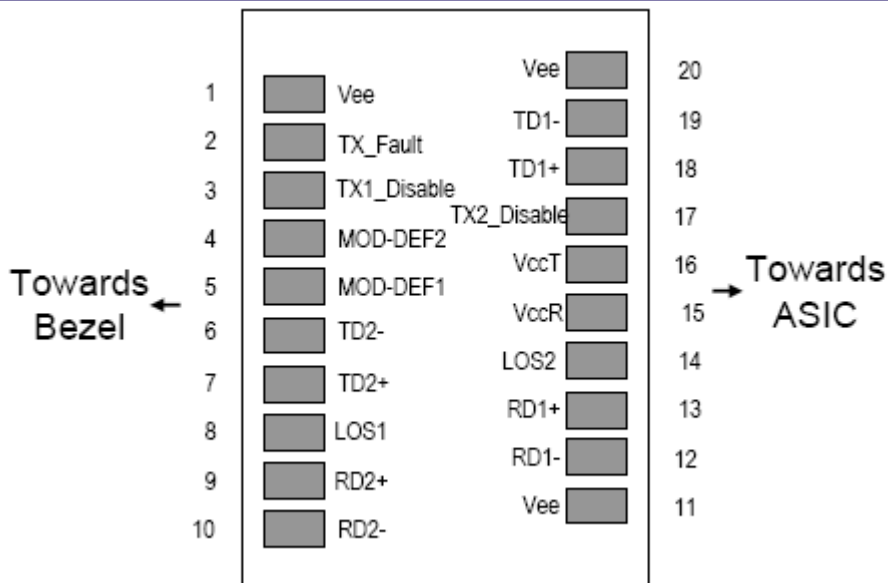 1 Vee
2 TX_Fault
3 TX1_Disable
4 MOD-DEF2
5 MOD-DEF1
6 TD2-
7 TD2+
8 LOS1
9 RD2+
10 RD2-
Towards
Bezel
Vee 20
TD1- 19
TD1+ 18
TX2_Disable 17
VccT 16
VccR 15
LOS2 14
RD1+ 13
RD1- 12
Vee 11
Towards
ASIC